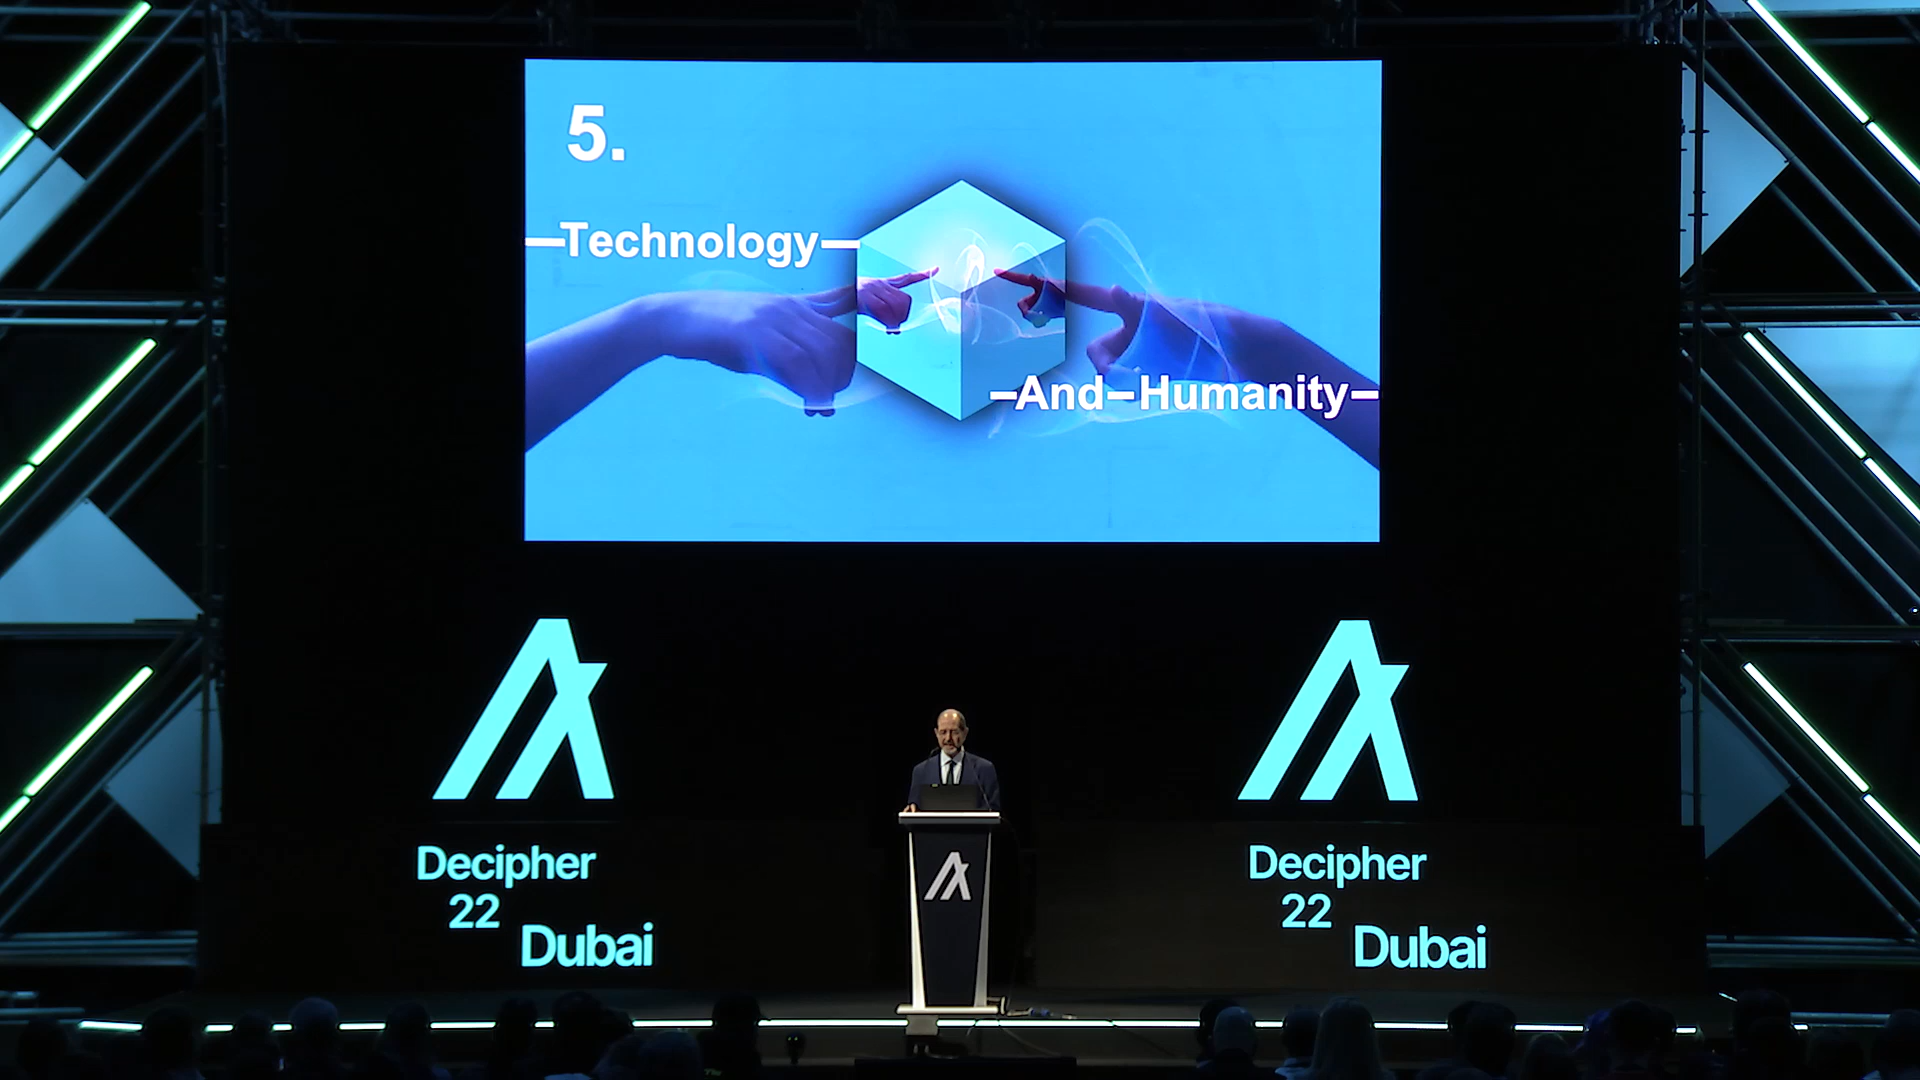 5.
–Technology–
–And–Humanity–
Decipher
22
Dubai
Decipher
22
Dubai